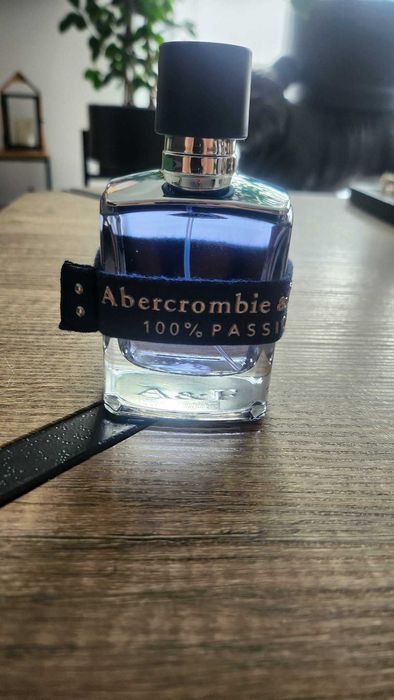 Abercrombie &
100% PASSI
A & F